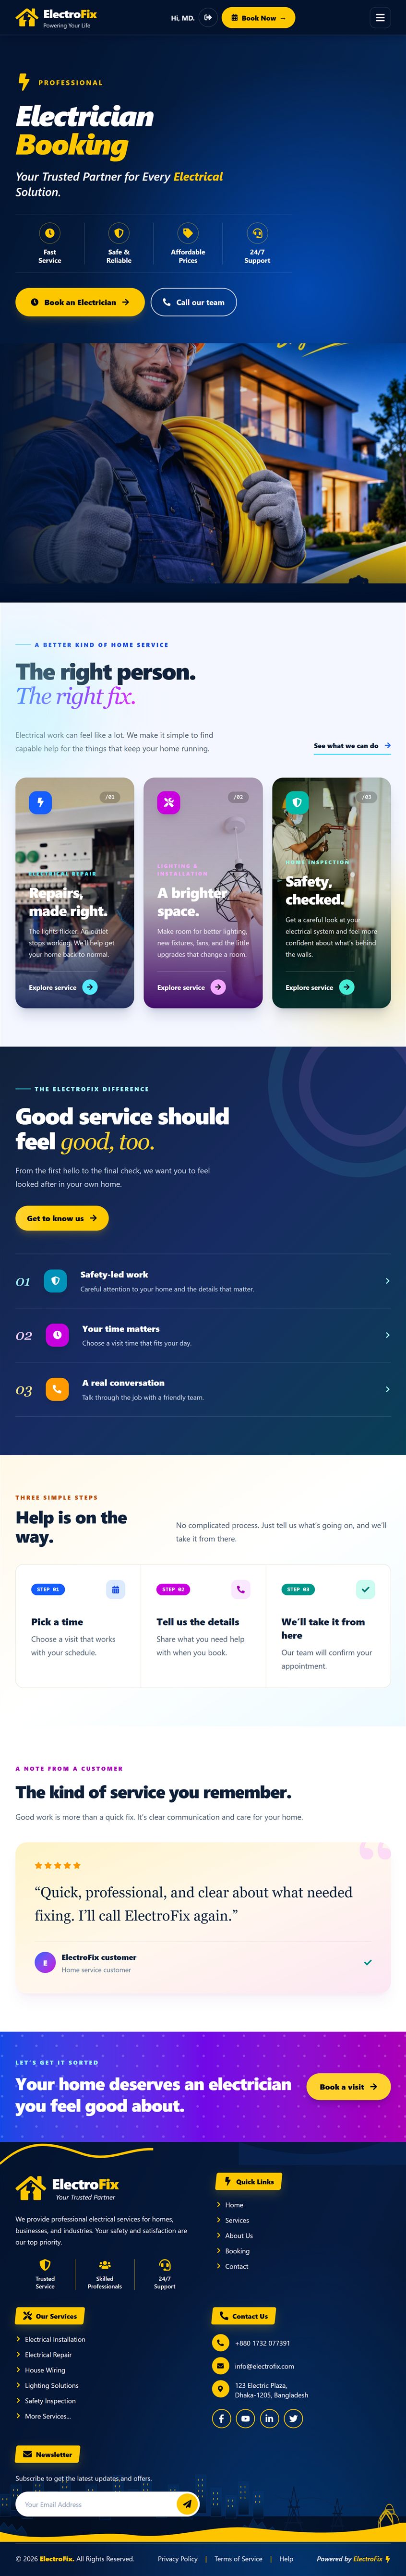 ElectroFix
Powering Your Life
Hi, MD.
Book Now →
PROFESSIONAL
Electrician
Booking
Your Trusted Partner for Every Electrical
Solution.
Fast
Service
Safe &
Reliable
Affordable
Prices
24/7
Support
Book an Electrician
Call our team
A BETTER KIND OF HOME SERVICE
The right person.
The right fix.
Electrical work can feel like a lot. We make it simple to find
capable help for the things that keep your home running.
See what we can do
/01
ELECTRICAL REPAIR
Repairs,
made right.
The lights flicker. An outlet
stops working. We'll help get
your home back to normal.
Explore service
/02
LIGHTING &
INSTALLATION
A brighter
space.
Make room for better lighting,
new fixtures, fans, and the little
upgrades that change a room.
Explore service
/03
HOME INSPECTION
Safety,
checked.
Get a careful look at your
electrical system and feel more
confident about what's behind
the walls.
Explore service
THE ELECTROFIX DIFFERENCE
Good service should
feel good, too.
From the first hello to the final check, we want you to feel
looked after in your own home.
Get to know us
01
Safety-led work
Careful attention to your home and the details that matter.
02
Your time matters
Choose a visit time that fits your day.
03
A real conversation
Talk through the job with a friendly team.
THREE SIMPLE STEPS
Help is on the
way.
No complicated process. Just tell us what's going on, and we'll
take it from there.
STEP 01
Pick a time
Choose a visit that works
with your schedule.
STEP 02
Tell us the details
Share what you need help
with when you book.
STEP 03
We'll take it from
here
Our team will confirm your
appointment.
A NOTE FROM A CUSTOMER
The kind of service you remember.
Good work is more than a quick fix. It's clear communication and care for your home.
“Quick, professional, and clear about what needed
fixing. I'll call ElectroFix again.”
E
ElectroFix customer
Home service customer
LET'S GET IT SORTED
Your home deserves an electrician
you feel good about.
Book a visit
ElectroFix
Your Trusted Partner
We provide professional electrical services for homes,
businesses, and industries. Your safety and satisfaction are
our top priority.
Trusted
Service
Skilled
Professionals
24/7
Support
Quick Links
Home
Services
About Us
Booking
Contact
Our Services
Electrical Installation
Electrical Repair
House Wiring
Lighting Solutions
Safety Inspection
More Services...
Contact Us
+880 1732 077391
info@electrofix.com
123 Electric Plaza,
Dhaka-1205, Bangladesh
Newsletter
Subscribe to get the latest updates and offers.
Your Email Address
© 2026 ElectroFix. All Rights Reserved.
Privacy Policy | Terms of Service | Help
Powered by ElectroFix